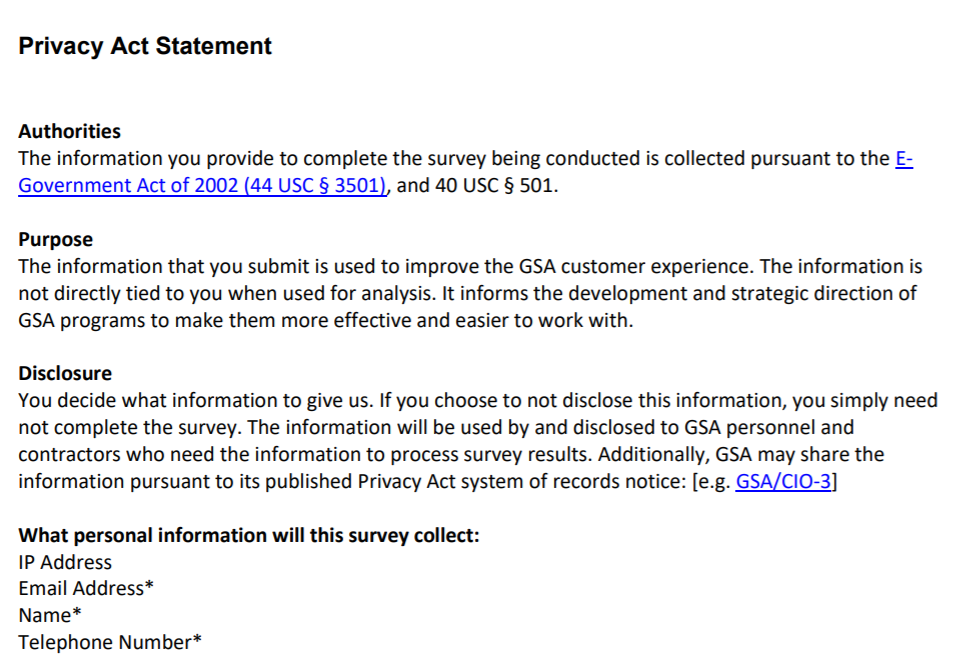 Privacy Act Statement
Authorities
The information you provide to complete the survey being conducted is collected pursuant to the E-
Government Act of 2002 (44 USC § 3501), and 40 USC § 501.
Purpose
The information that you submit is used to improve the GSA customer experience. The information is
not directly tied to you when used for analysis. It informs the development and strategic direction of
GSA programs to make them more effective and easier to work with.
Disclosure
You decide what information to give us. If you choose to not disclose this information, you simply need
not complete the survey. The information will be used by and disclosed to GSA personnel and
contractors who need the information to process survey results. Additionally, GSA may share the
information pursuant to its published Privacy Act system of records notice: [e.g. GSA/CIO-3]
What personal information will this survey collect:
IP Address
Email Address*
Name*
Telephone Number*